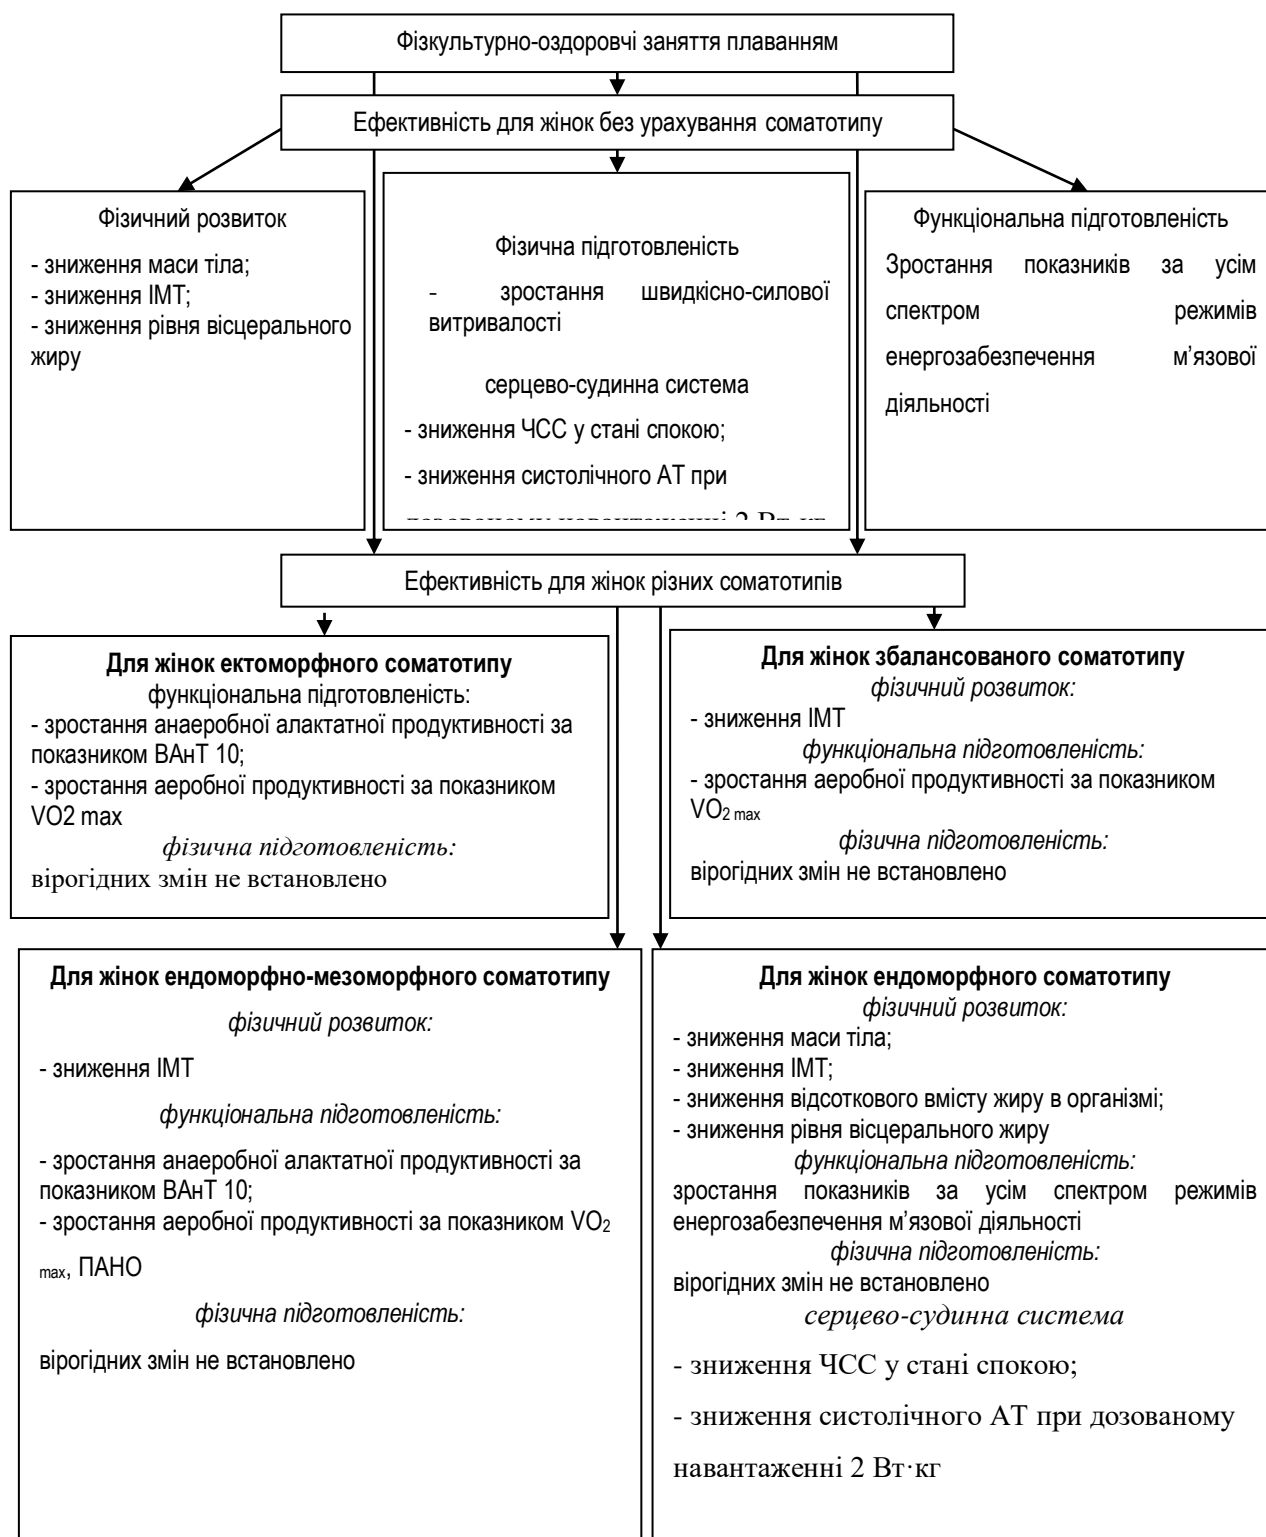 Фізкультурно-оздоровчі заняття плаванням
Ефективність для жінок без урахування соматотипу
Фізичний розвиток
- зниження маси тіла;
- зниження ІМТ;
- зниження рівня вісцерального
жиру
Фізична підготовленість
- зростання швидкісно-силової
витривалості
серцево-судинна система
- зниження ЧСС у стані спокою;
- зниження систолічного АТ при
дозованому навантаженні 2 Вт·кг
Функціональна підготовленість
Зростання показників за усім
спектром режимів
енергозабезпечення м’язової
діяльності
Ефективність для жінок різних соматотипів
Для жінок ектоморфного соматотипу
функціональна підготовленість:
- зростання анаеробної алактатної продуктивності за
показником ВАнТ 10;
- зростання аеробної продуктивності за показником
VO2 max
фізична підготовленість:
вірогідних змін не встановлено
Для жінок збалансованого соматотипу
фізичний розвиток:
- зниження ІМТ
функціональна підготовленість:
- зростання аеробної продуктивності за показником
VO2 max
фізична підготовленість:
вірогідних змін не встановлено
Для жінок ендоморфно-мезоморфного соматотипу
фізичний розвиток:
- зниження ІМТ
функціональна підготовленість:
- зростання анаеробної алактатної продуктивності за
показником ВАнТ 10;
- зростання аеробної продуктивності за показником VO2
max, ПАНО
фізична підготовленість:
вірогідних змін не встановлено
Для жінок ендоморфного соматотипу
фізичний розвиток:
- зниження маси тіла;
- зниження ІМТ;
- зниження відсоткового вмісту жиру в організмі;
- зниження рівня вісцерального жиру
функціональна підготовленість:
зростання показників за усім спектром режимів
енергозабезпечення м’язової діяльності
фізична підготовленість:
вірогідних змін не встановлено
серцево-судинна система
- зниження ЧСС у стані спокою;
- зниження систолічного АТ при дозованому
навантаженні 2 Вт·кг